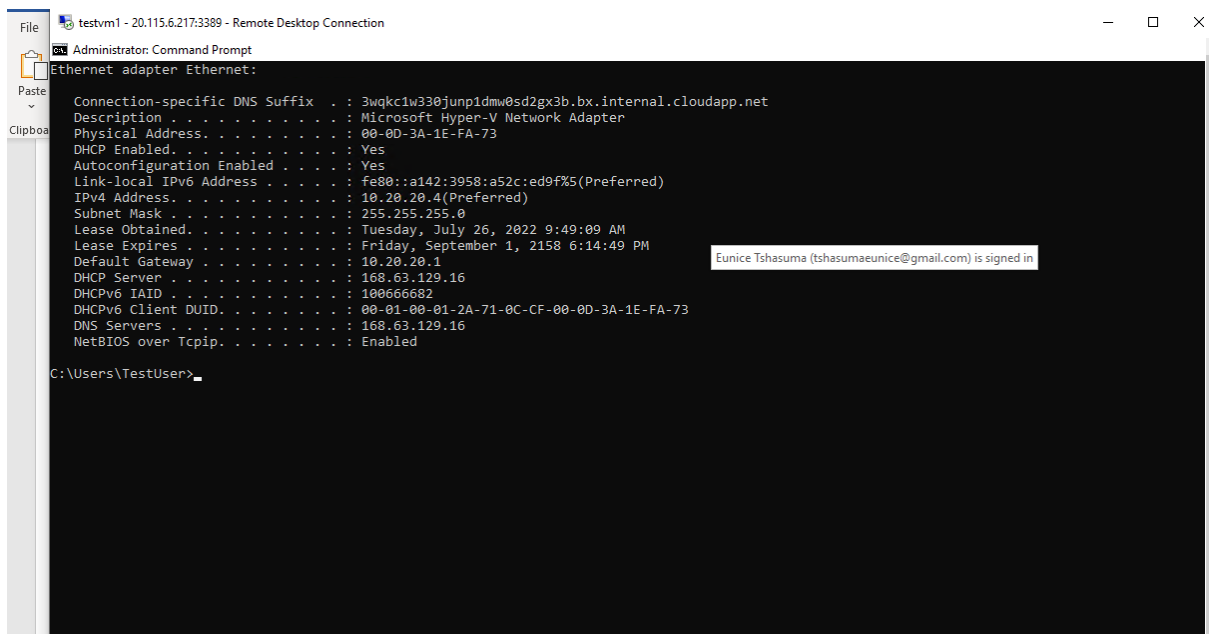 File
testvm1 - 20.115.6.217:3389 - Remote Desktop Connection
Administrator: Command Prompt
Paste
Clipboa
Ethernet adapter Ethernet:
Connection-specific DNS Suffix  . : 3wqkc1w330junp1dmw0sd2gx3b.bx.internal.cloudapp.net
Description . . . . . . . . . . . : Microsoft Hyper-V Network Adapter
Physical Address. . . . . . . . . : 00-0D-3A-1E-FA-73
DHCP Enabled. . . . . . . . . . . : Yes
Autoconfiguration Enabled . . . . : Yes
Link-local IPv6 Address . . . . . : fe80::a142:3958:a52c:ed9f%5(Preferred)
IPv4 Address. . . . . . . . . . . : 10.20.20.4(Preferred)
Subnet Mask . . . . . . . . . . . : 255.255.255.0
Lease Obtained. . . . . . . . . . : Tuesday, July 26, 2022 9:49:09 AM
Lease Expires . . . . . . . . . . : Friday, September 1, 2158 6:14:49 PM
Eunice Tshasuma (tshasumaeunice@gmail.com) is signed in
Default Gateway . . . . . . . . . : 10.20.20.1
DHCP Server . . . . . . . . . . . : 168.63.129.16
DHCPv6 IAID . . . . . . . . . . . : 100666682
DHCPv6 Client DUID. . . . . . . . : 00-01-00-01-2A-71-0C-CF-00-0D-3A-1E-FA-73
DNS Servers . . . . . . . . . . . : 168.63.129.16
NetBIOS over Tcpip. . . . . . . . : Enabled
C:\Users\TestUser>